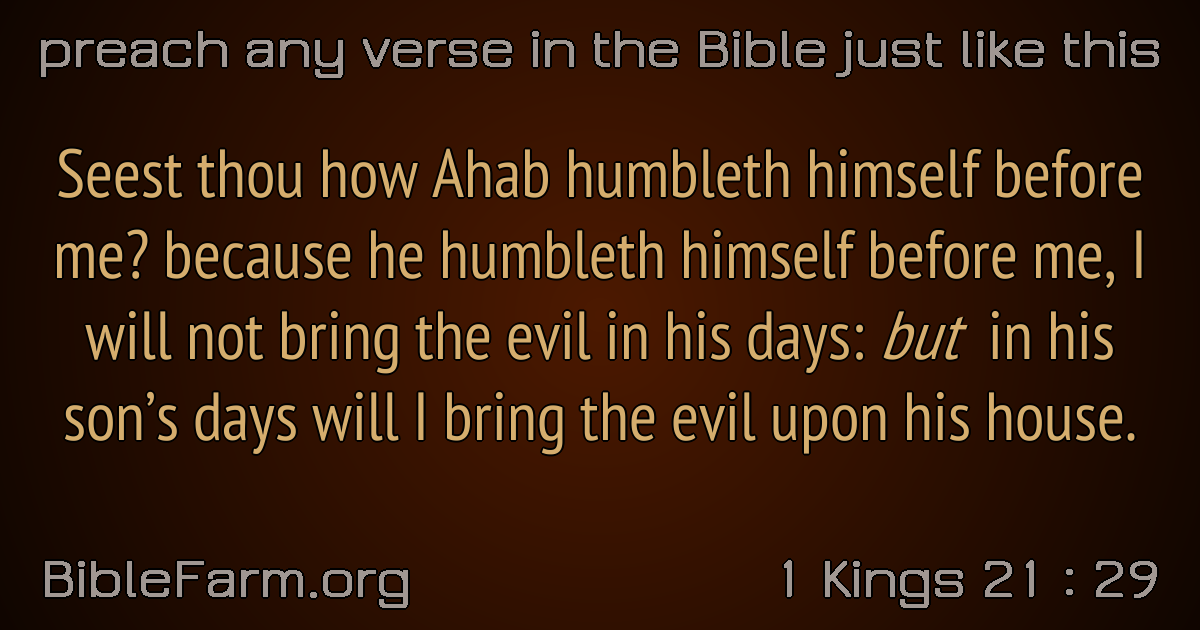 preach any verse in the Bible just like this
Seest thou how Ahab humbleth himself before
me? because he humbleth himself before me, I
will not bring the evil in his days: but in his
son’s days will I bring the evil upon his house.
BibleFarm.org
1 Kings 21 : 29